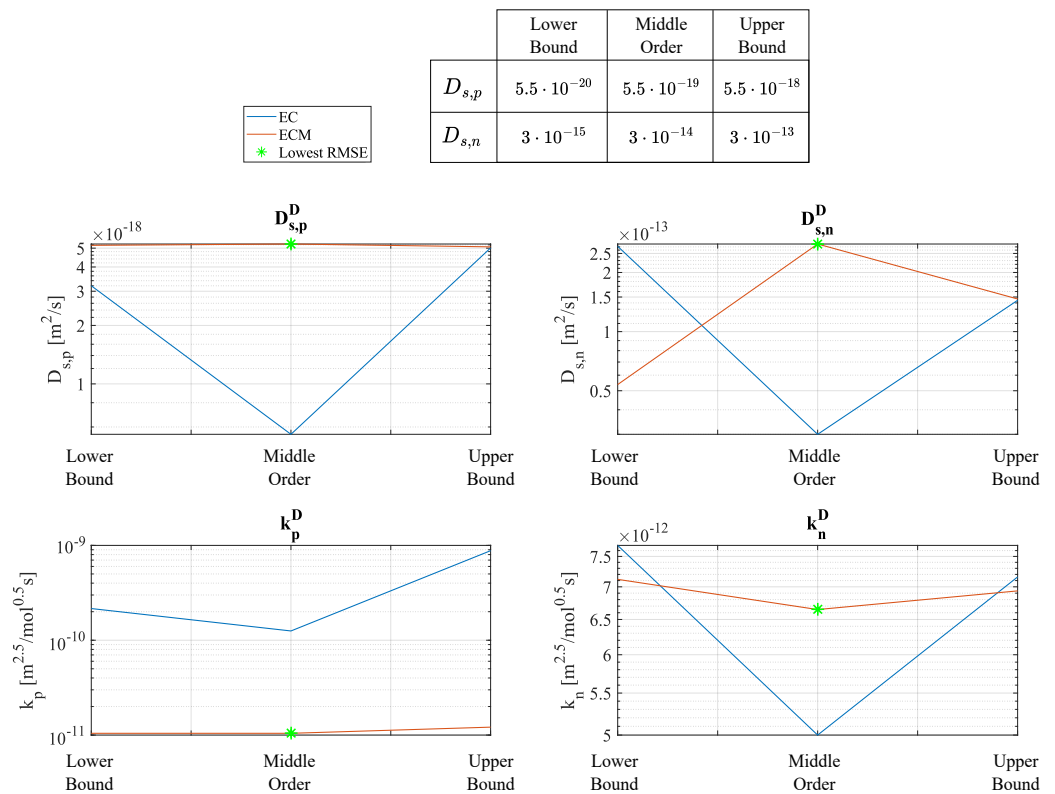 Lower Bound Middle Order Upper Bound
D_{s,p} 5.5 · 10^{-20} 5.5 · 10^{-19} 5.5 · 10^{-18}
D_{s,n} 3 · 10^{-15} 3 · 10^{-14} 3 · 10^{-13}
EC
ECM
Lowest RMSE
D_{s,p}^{D}
×10^{-18}
5
4
3
2
1
D_{s,p} [m^2/s]
Lower Bound Middle Order Upper Bound
D_{s,n}^{D}
×10^{-13}
2.5
2
1.5
1
0.5
D_{s,n} [m^2/s]
Lower Bound Middle Order Upper Bound
k_p^D
10^{-9}
10^{-10}
10^{-11}
k_p [m^{2.5}/mol^{0.5}s]
Lower Bound Middle Order Upper Bound
k_n^D
×10^{-12}
7.5
7
6.5
6
5.5
5
k_n [m^{2.5}/mol^{0.5}s]
Lower Bound Middle Order Upper Bound